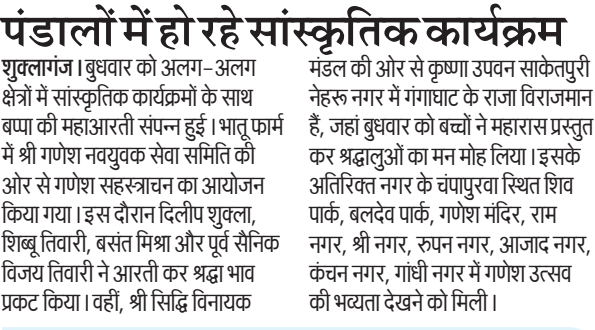 पंडालों में हो रहे सांस्कृतिक कार्यक्रम
शुक्लागंज। बुधवार को अलग-अलग
क्षेत्रों में सांस्कृतिक कार्यक्रमों के साथ
बप्पा की महाआरती संपन्न हुई। भातू फार्म
में श्री गणेश नवयुवक सेवा समिति की
ओर से गणेश सहस्त्राचन का आयोजन
किया गया। इस दौरान दिलीप शुक्ला,
शिब्बू तिवारी, बसंत मिश्रा और पूर्व सैनिक
विजय तिवारी ने आरती कर श्रद्धा भाव
प्रकट किया। वहीं, श्री सिद्धि विनायक
मंडल की ओर से कृष्णा उपवन साकेतपुरी
नेहरू नगर में गंगाघाट के राजा विराजमान
हैं, जहां बुधवार को बच्चों ने महारास प्रस्तुत
कर श्रद्धालुओं का मन मोह लिया। इसके
अतिरिक्त नगर के चंपापुरवा स्थित शिव
पार्क, बलदेव पार्क, गणेश मंदिर, राम
नगर, श्री नगर, रुपन नगर, आजाद नगर,
कंचन नगर, गांधी नगर में गणेश उत्सव
की भव्यता देखने को मिली।